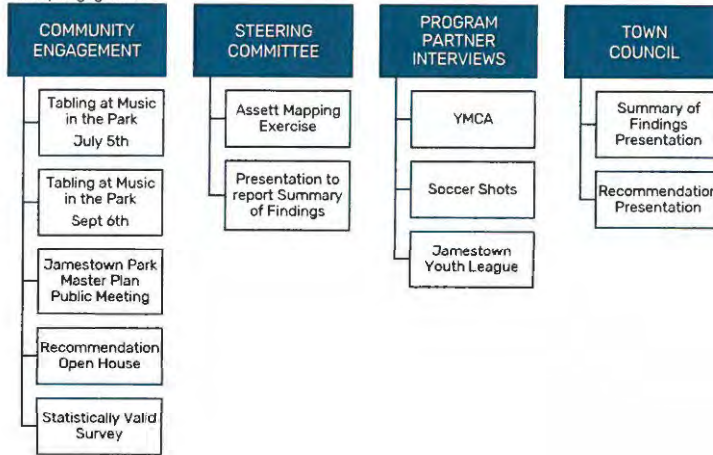 COMMUNITY
ENGAGEMENT
Tabling at Music
in the Park
July 5th
Tabling at Music
in the Park
Sept 6th
Jamestown Park
Master Plan
Public Meeting
Recommendation
Open House
Statistically Valid
Survey
STEERING
COMMITTEE
Assett Mapping
Exercise
Presentation to
report Summary
of Findings
PROGRAM
PARTNER
INTERVIEWS
YMCA
Soccer Shots
Jamestown
Youth League
TOWN
COUNCIL
Summary of
Findings
Presentation
Recommendation
Presentation